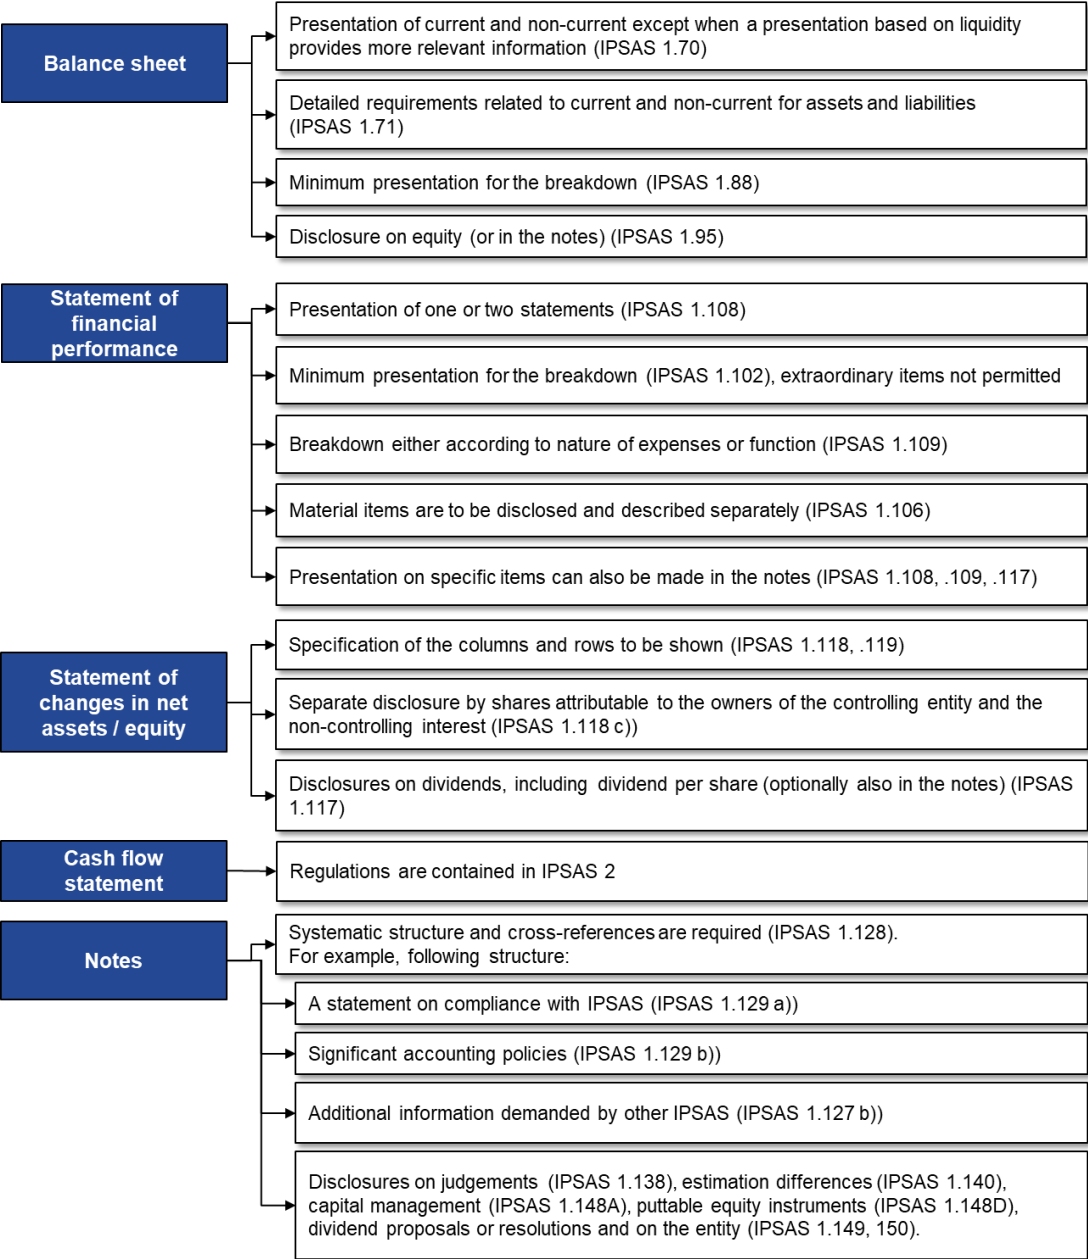 Balance sheet
Presentation of current and non-current except when a presentation based on liquidity
provides more relevant information (IPSAS 1.70)
Detailed requirements related to current and non-current for assets and liabilities
(IPSAS 1.71)
Minimum presentation for the breakdown (IPSAS 1.88)
Disclosure on equity (or in the notes) (IPSAS 1.95)
Statement of
financial
performance
Presentation of one or two statements (IPSAS 1.108)
Minimum presentation for the breakdown (IPSAS 1.102), extraordinary items not permitted
Breakdown either according to nature of expenses or function (IPSAS 1.109)
Material items are to be disclosed and described separately (IPSAS 1.106)
Presentation on specific items can also be made in the notes (IPSAS 1.108, .109, .117)
Statement of
changes in net
assets / equity
Specification of the columns and rows to be shown (IPSAS 1.118, .119)
Separate disclosure by shares attributable to the owners of the controlling entity and the
non-controlling interest (IPSAS 1.118 c))
Disclosures on dividends, including dividend per share (optionally also in the notes) (IPSAS
1.117)
Cash flow
statement
Regulations are contained in IPSAS 2
Notes
Systematic structure and cross-references are required (IPSAS 1.128).
For example, following structure:
A statement on compliance with IPSAS (IPSAS 1.129 a))
Significant accounting policies (IPSAS 1.129 b))
Additional information demanded by other IPSAS (IPSAS 1.127 b))
Disclosures on judgements (IPSAS 1.138), estimation differences (IPSAS 1.140),
capital management (IPSAS 1.148A), puttable equity instruments (IPSAS 1.148D),
dividend proposals or resolutions and on the entity (IPSAS 1.149, 150).